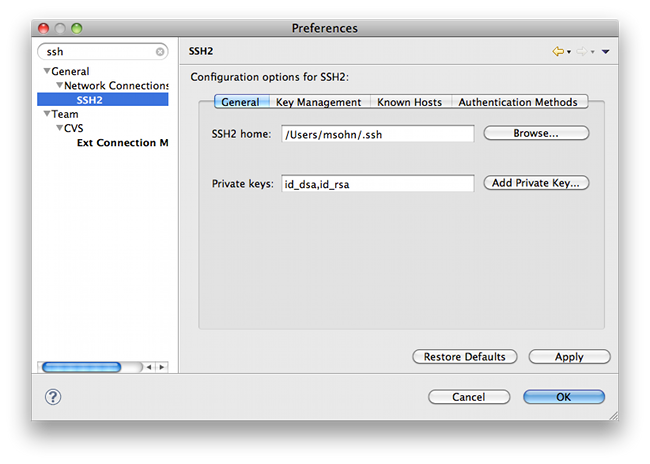 Preferences
ssh
General
Network Connections
SSH2
Team
CVS
Ext Connection M
SSH2
Configuration options for SSH2:
General Key Management Known Hosts Authentication Methods
SSH2 home: /Users/msohn/.ssh Browse...
Private keys: id_dsa,id_rsa Add Private Key...
Restore Defaults Apply
? Cancel OK